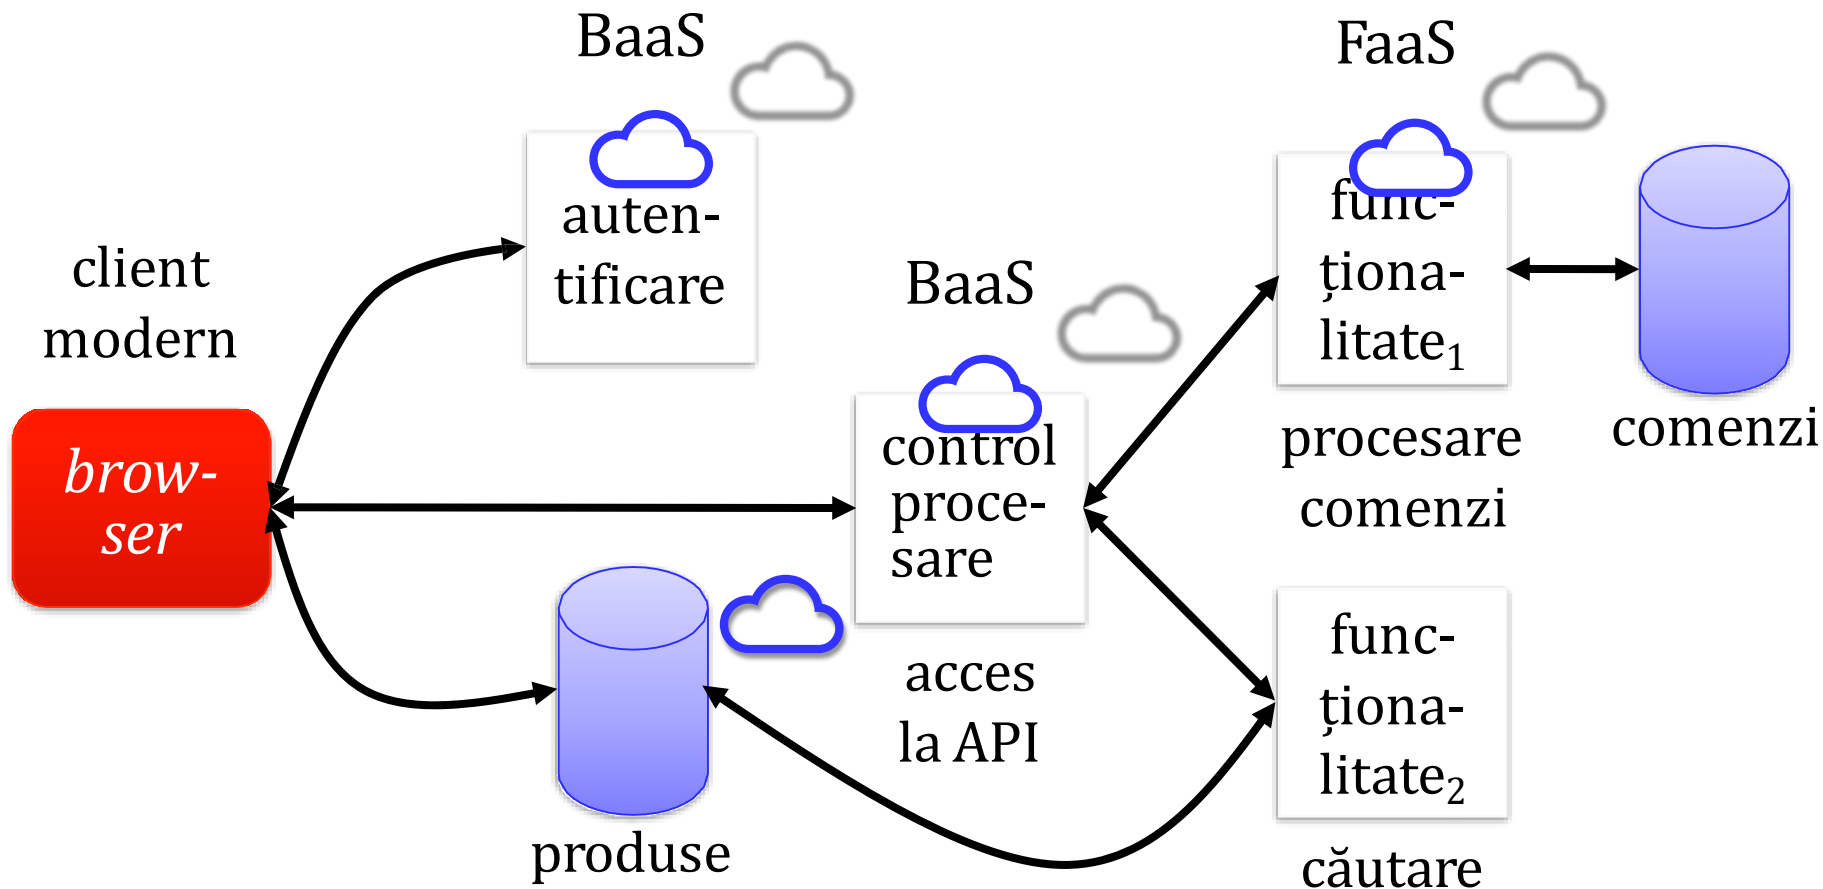 BaaS
FaaS
auten-
tificare
client
modern
brow-
ser
BaaS
control
proce-
sare
acces
la API
func-
ționa-
litate1
procesare
comenzi
comenzi
func-
ționa-
litate2
căutare
produse